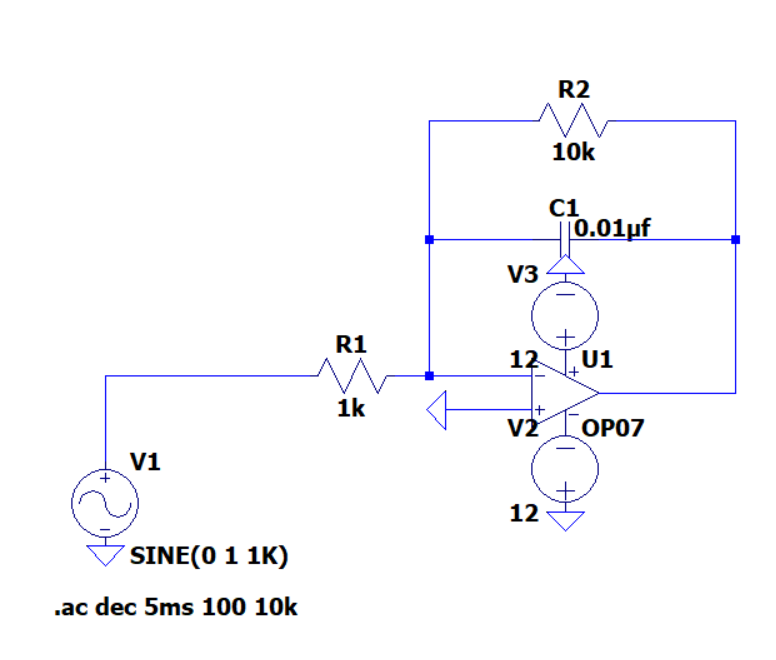 R2
10k
C1
0.01µf
V3
R1
12
U1
1k
V2
OP07
V1
12
SINE(0 1 1K)
.ac dec 5ms 100 10k